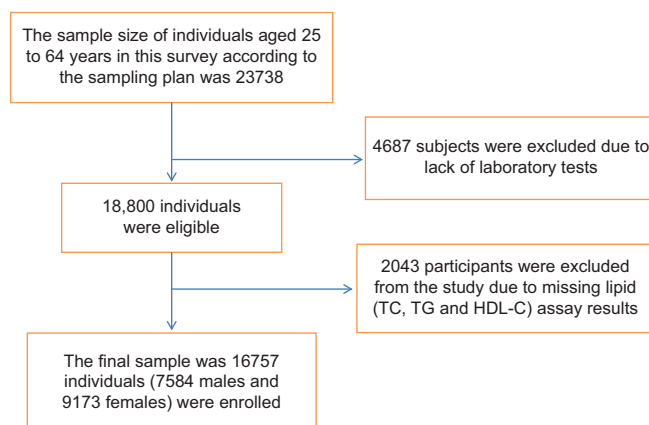 The sample size of individuals aged 25
to 64 years in this survey according to
the sampling plan was 23738
4687 subjects were excluded due to
lack of laboratory tests
18,800 individuals
were eligible
2043 participants were excluded
from the study due to missing lipid
(TC, TG and HDL-C) assay results
The final sample was 16757
individuals (7584 males and
9173 females) were enrolled